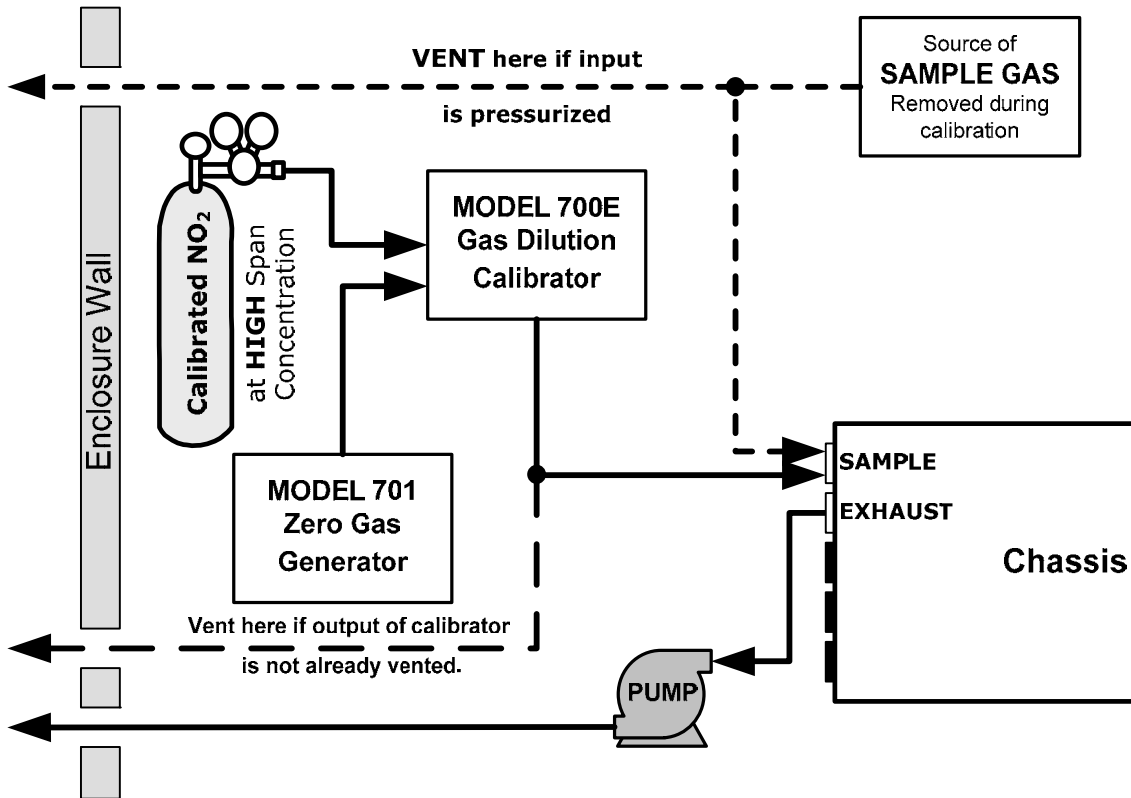 VENT here if input
is pressurized
Source of
SAMPLE GAS
Removed during
calibration
Enclosure Wall
Calibrated NO₂
at HIGH Span
Concentration
MODEL 700E
Gas Dilution
Calibrator
MODEL 701
Zero Gas
Generator
SAMPLE
EXHAUST
Chassis
Vent here if output of calibrator
is not already vented.
PUMP